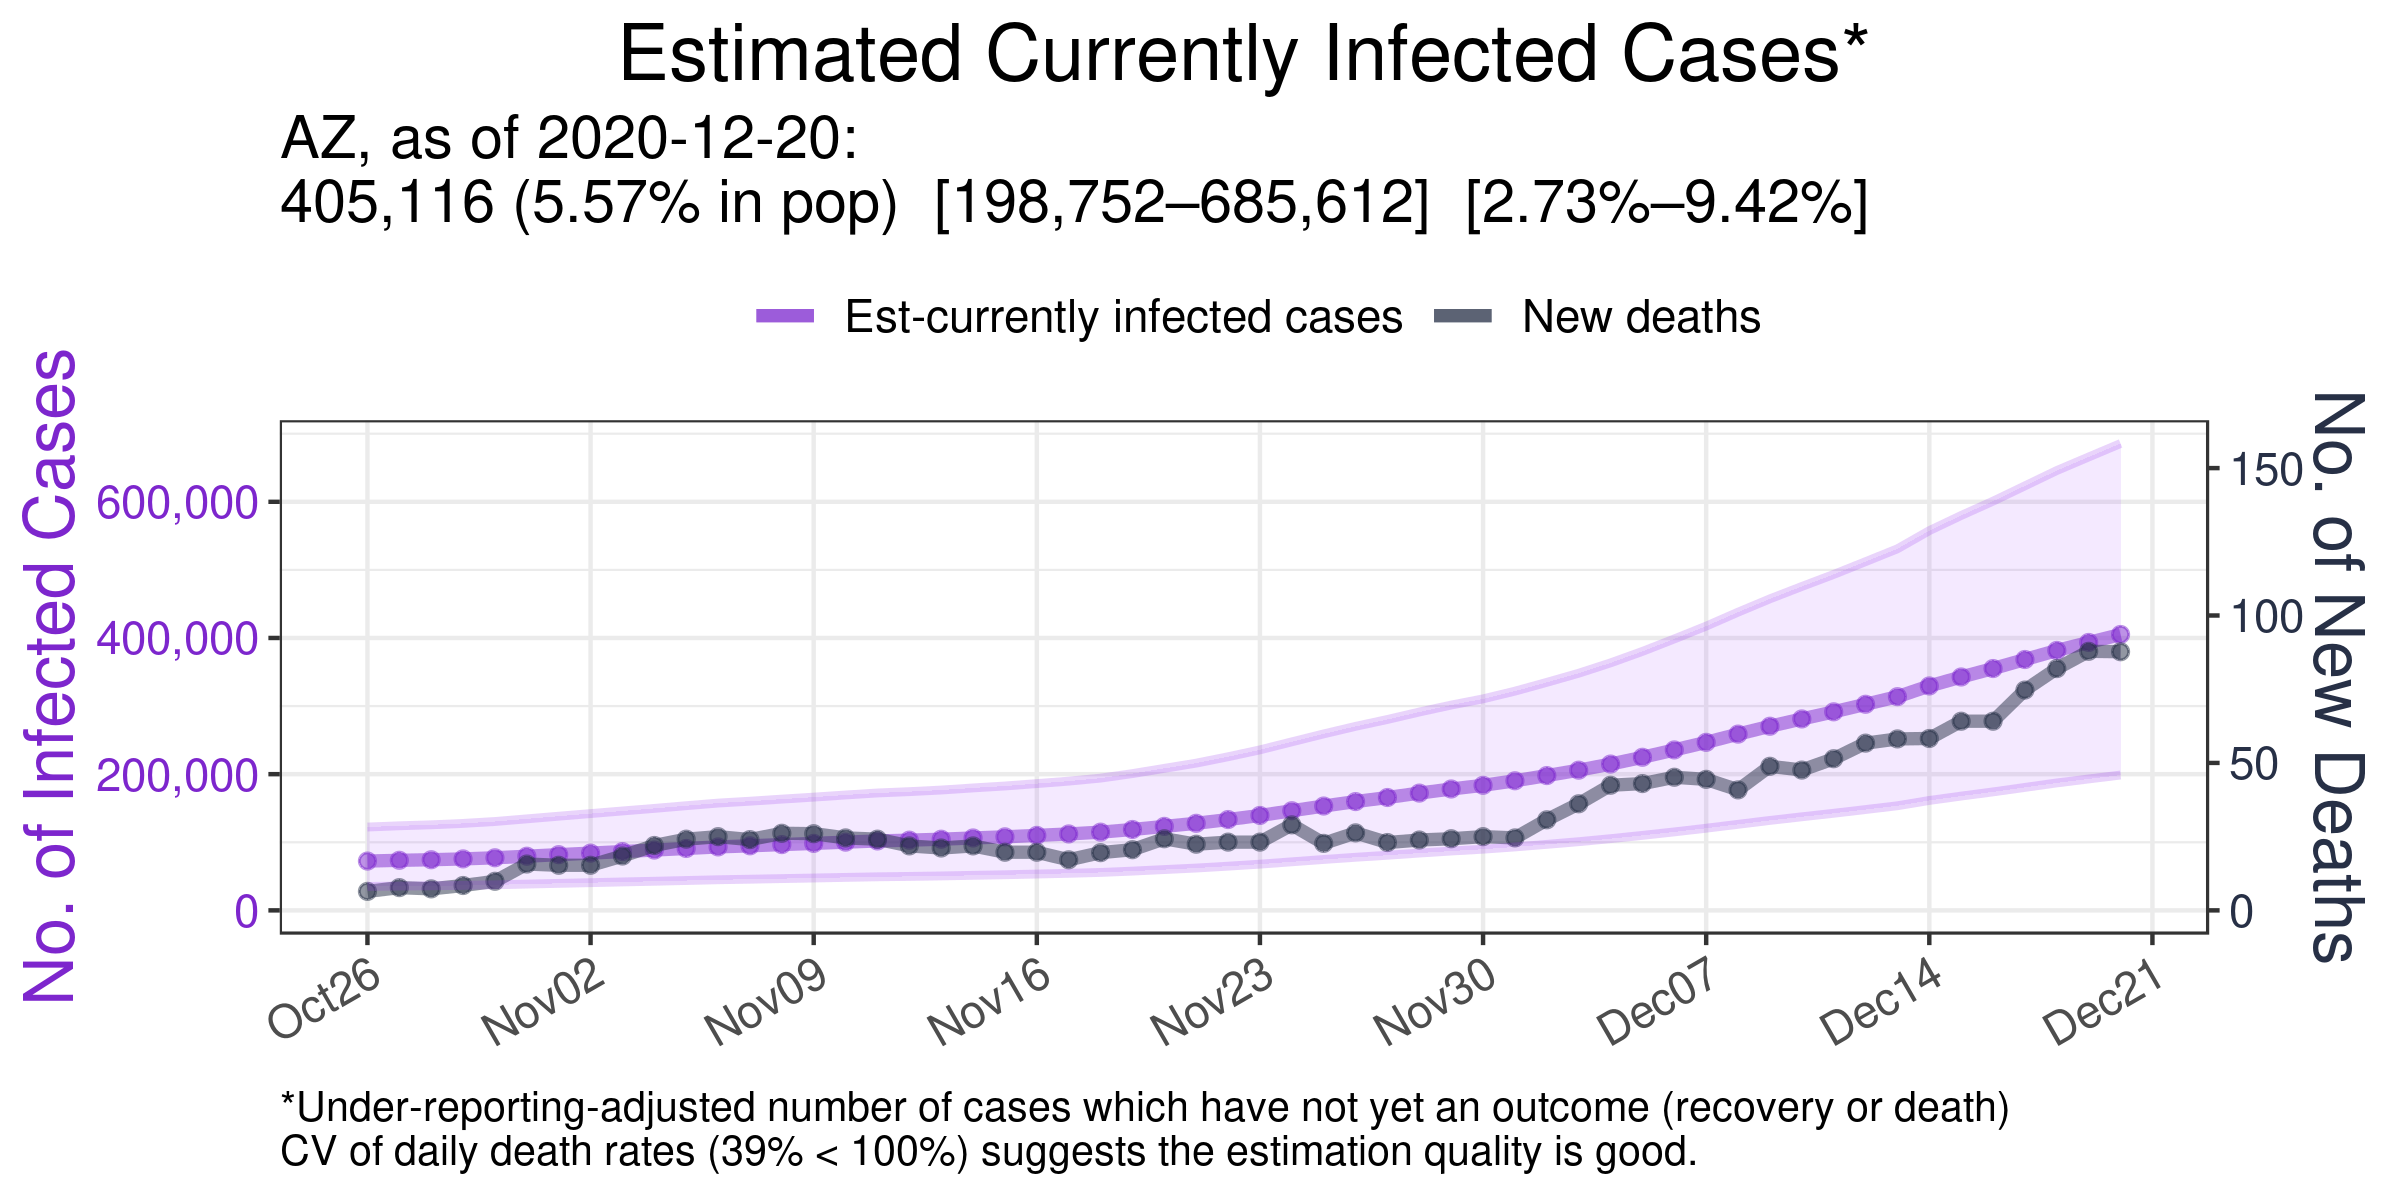 Estimated Currently Infected Cases*
AZ, as of 2020-12-20:
405,116 (5.57% in pop)  [198,752–685,612]  [2.73%–9.42%]
Est-currently infected cases
New deaths
No. of Infected Cases
600,000
400,000
200,000
0
150
100
50
0
No. of New Deaths
Oct26
Nov02
Nov09
Nov16
Nov23
Nov30
Dec07
Dec14
Dec21
*Under-reporting-adjusted number of cases which have not yet an outcome (recovery or death)
CV of daily death rates (39% < 100%) suggests the estimation quality is good.